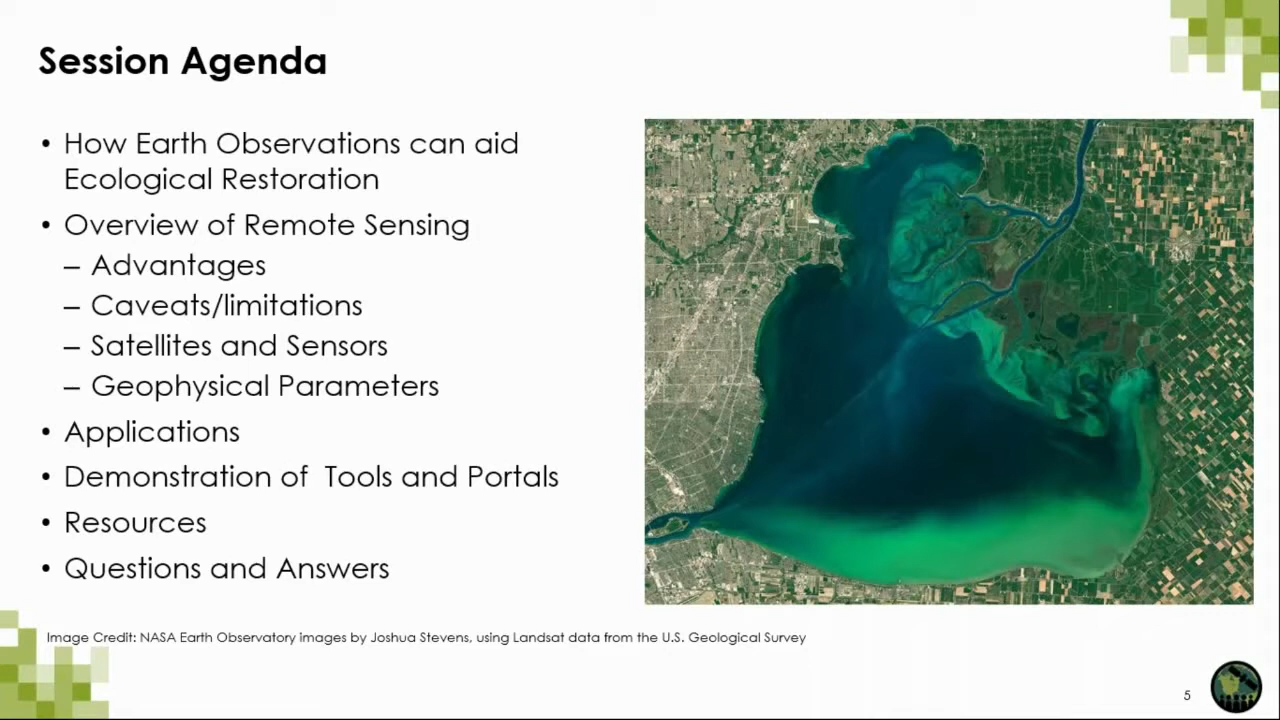 Session Agenda
• How Earth Observations can aid
Ecological Restoration
• Overview of Remote Sensing
– Advantages
– Caveats/limitations
– Satellites and Sensors
– Geophysical Parameters
• Applications
• Demonstration of  Tools and Portals
• Resources
• Questions and Answers
Image Credit: NASA Earth Observatory images by Joshua Stevens, using Landsat data from the U.S. Geological Survey
5